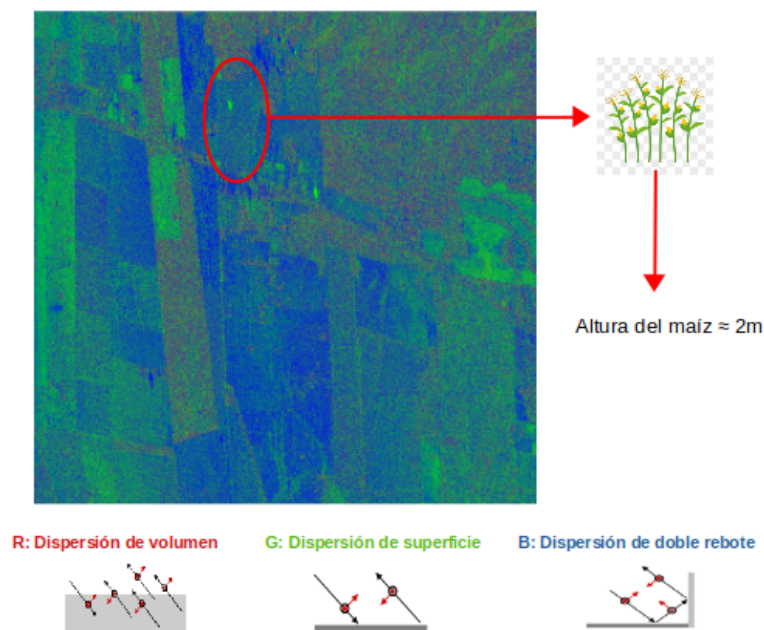 Altura del maíz ≈ 2m
R: Dispersión de volumen
G: Dispersión de superficie
B: Dispersión de doble rebote